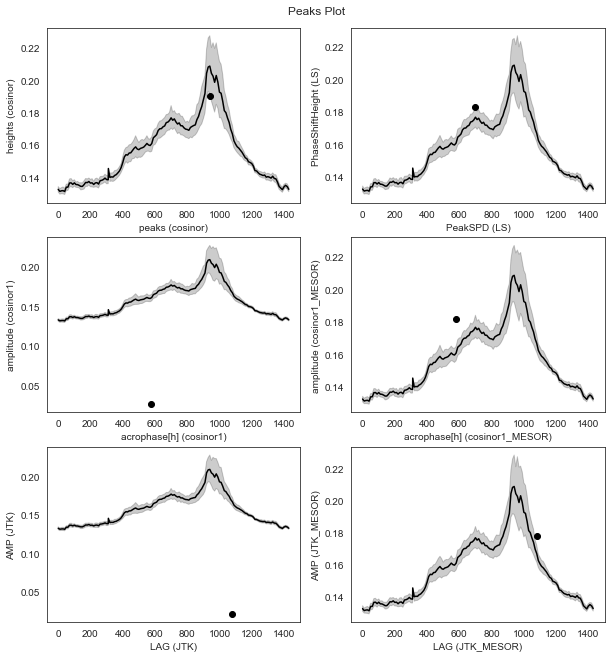 Peaks Plot
heights (cosinor)
0.22
0.20
0.18
0.16
0.14
0 200 400 600 800 1000 1200 1400
peaks (cosinor)
PhaseShiftHeight (LS)
0.22
0.20
0.18
0.16
0.14
0 200 400 600 800 1000 1200 1400
PeakSPD (LS)
amplitude (cosinor1)
0.20
0.15
0.10
0.05
0 200 400 600 800 1000 1200 1400
acrophase[h] (cosinor1)
amplitude (cosinor1_MESOR)
0.22
0.20
0.18
0.16
0.14
0 200 400 600 800 1000 1200 1400
acrophase[h] (cosinor1_MESOR)
AMP (JTK)
0.20
0.15
0.10
0.05
0 200 400 600 800 1000 1200 1400
LAG (JTK)
AMP (JTK_MESOR)
0.22
0.20
0.18
0.16
0.14
0 200 400 600 800 1000 1200 1400
LAG (JTK_MESOR)